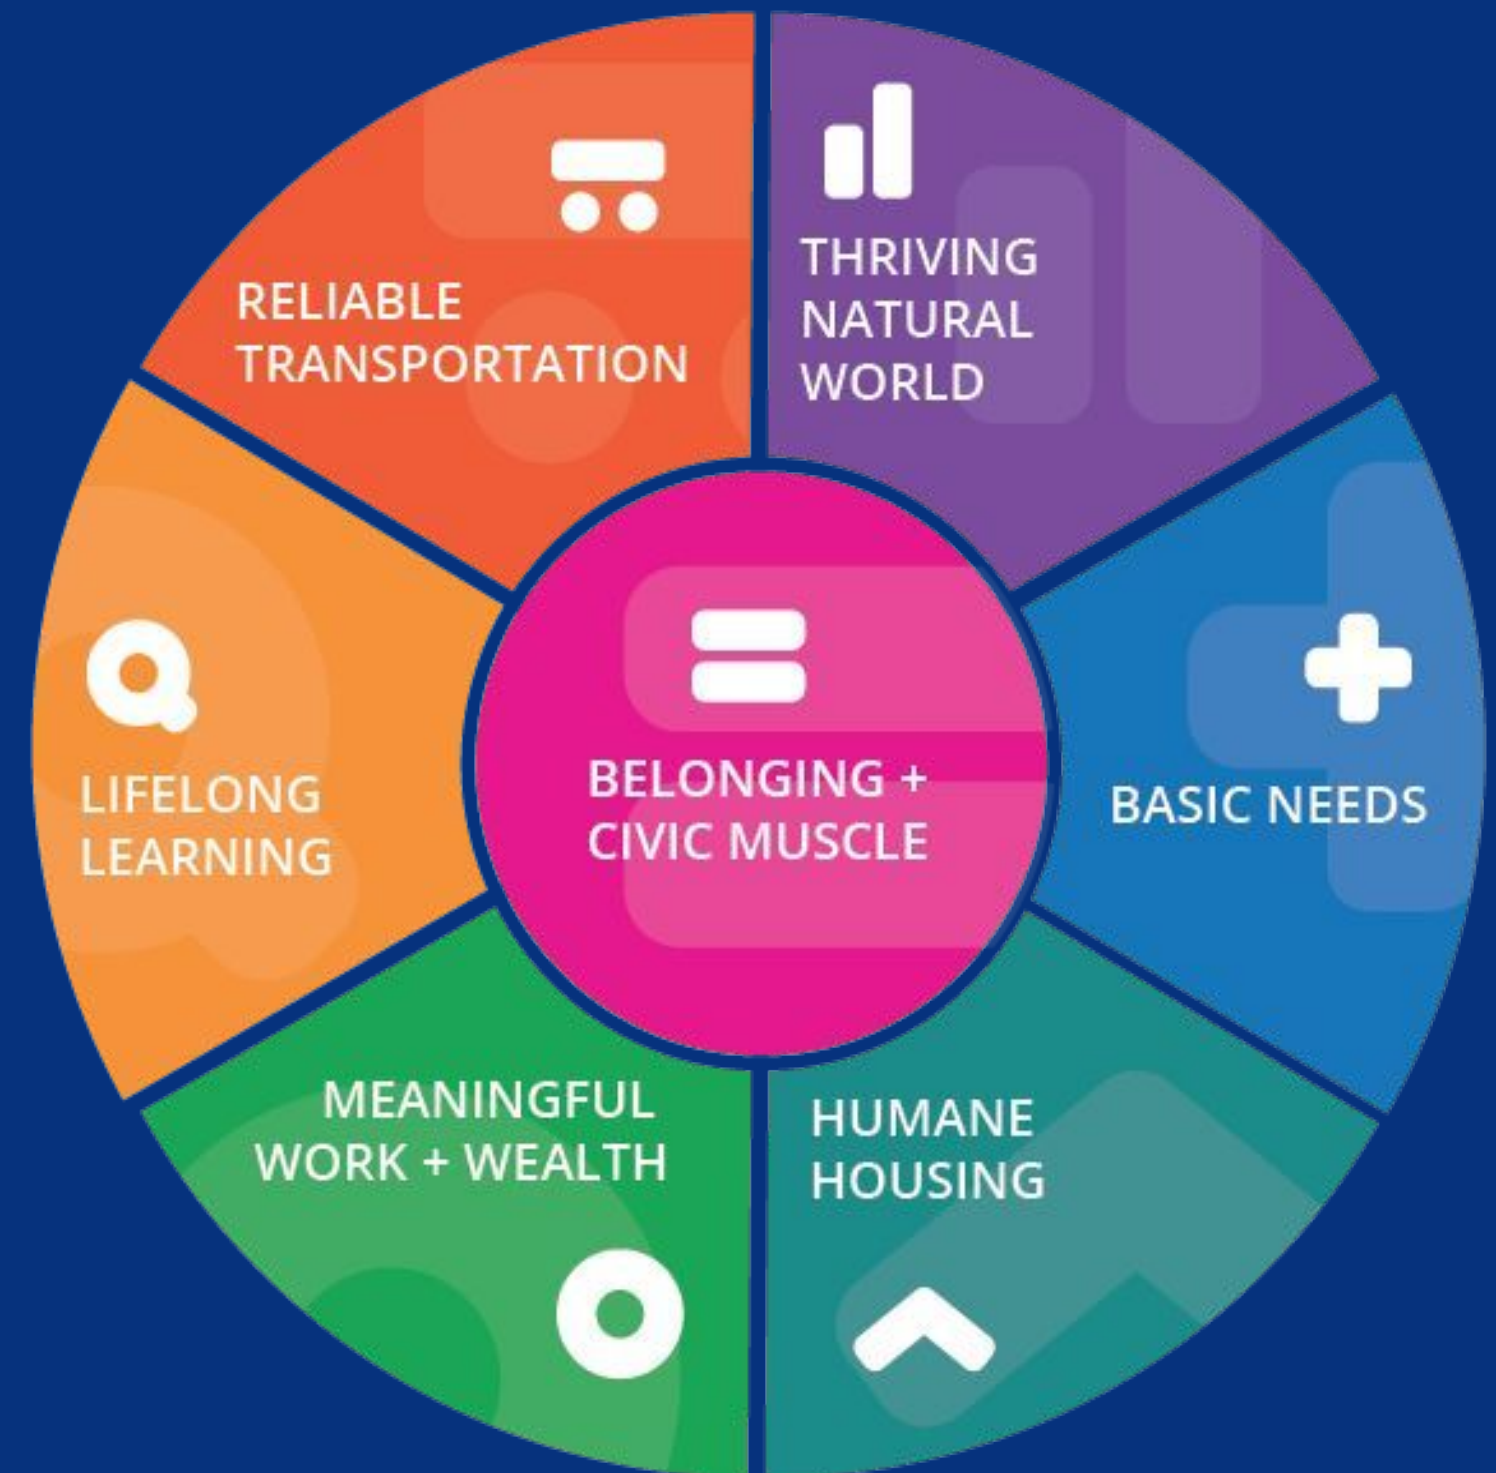 RELIABLE
TRANSPORTATION
THRIVING
NATURAL
WORLD
LIFELONG
LEARNING
BELONGING +
CIVIC MUSCLE
BASIC NEEDS
MEANINGFUL
WORK + WEALTH
HUMANE
HOUSING